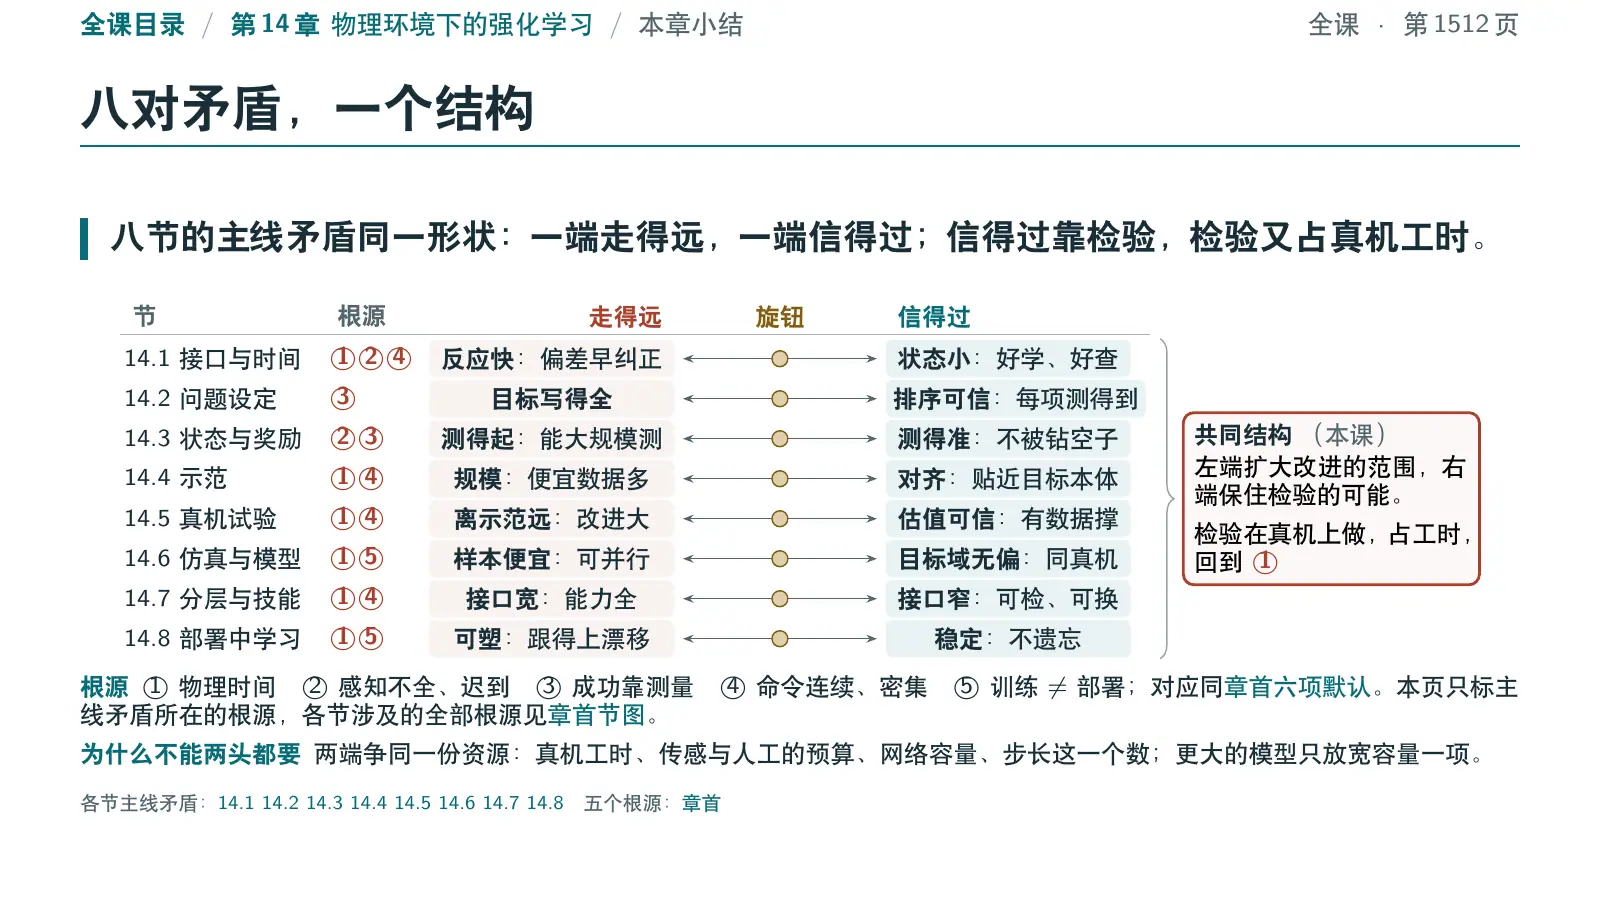 全课目录 / 第 14 章 物理环境下的强化学习 / 本章小结
全课 · 第 1512 页
八对矛盾，一个结构
八节的主线矛盾同一形状：一端走得远，一端信得过；信得过靠检验，检验又占真机工时。
节 根源 走得远 旋钮 信得过
14.1 接口与时间 ①②④ 反应快：偏差早纠正 状态小：好学、好查
14.2 问题设定 ③ 目标写得全 排序可信：每项测得到
14.3 状态与奖励 ②③ 测得起：能大规模测 测得准：不被钻空子
14.4 示范 ①④ 规模：便宜数据多 对齐：贴近目标本体
14.5 真机试验 ①④ 离示范远：改进大 估值可信：有数据撑
14.6 仿真与模型 ①⑤ 样本便宜：可并行 目标域无偏：同真机
14.7 分层与技能 ①④ 接口宽：能力全 接口窄：可检、可换
14.8 部署中学习 ①⑤ 可塑：跟得上漂移 稳定：不遗忘
共同结构（本课）
左端扩大改进的范围，右
端保住检验的可能。
检验在真机上做，占工时，
回到 ①
根源 ① 物理时间 ② 感知不全、迟到 ③ 成功靠测量 ④ 命令连续、密集 ⑤ 训练 ≠ 部署；对应同章首六项默认。本页只标主
线矛盾所在的根源，各节涉及的全部根源见章首节图。
为什么不能两头都要 两端争同一份资源：真机工时、传感与人工的预算、网络容量、步长这一个数；更大的模型只放宽容量一项。
各节主线矛盾：14.1 14.2 14.3 14.4 14.5 14.6 14.7 14.8 五个根源：章首